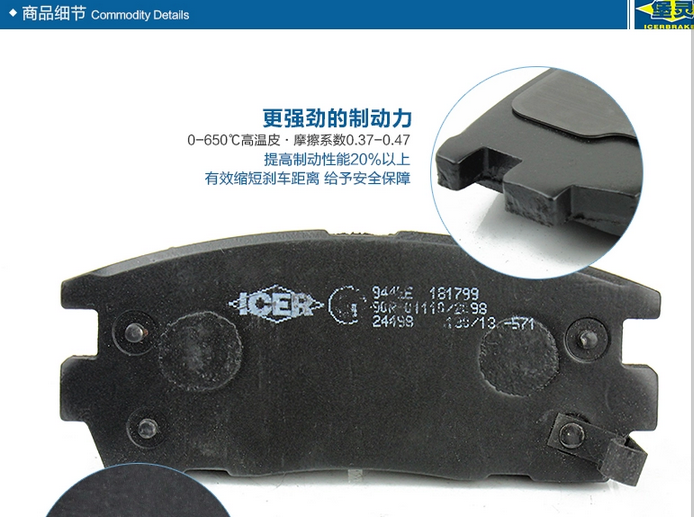 商品细节 Commodity Details
堡灵
ICERBRAKE
更强劲的制动力
0-650℃高温皮·摩擦系数0.37-0.47
提高制动性能20%以上
有效缩短刹车距离 给予安全保障
ICER
181799
24498